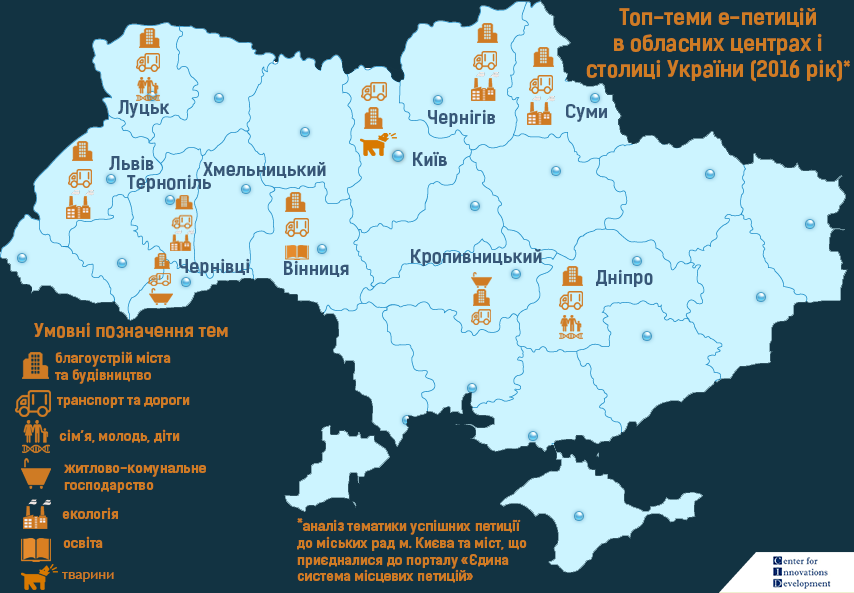 Топ-теми е-петицій
в обласних центрах і
столиці України (2016 рік)*
Луцьк
Чернігів
Суми
Львів
Тернопіль
Хмельницький
Київ
Чернівці
Вінниця
Кропивницький
Дніпро
Умовні позначення тем
благоустрій міста
та будівництво
транспорт та дороги
сім'я, молодь, діти
житлово-комунальне
господарство
екологія
освіта
тварини
*аналіз тематики успішних петиції
до міських рад м. Києва та міст, що
приєдналися до порталу «Єдина
система місцевих петицій»
Center for
Innovations
Development